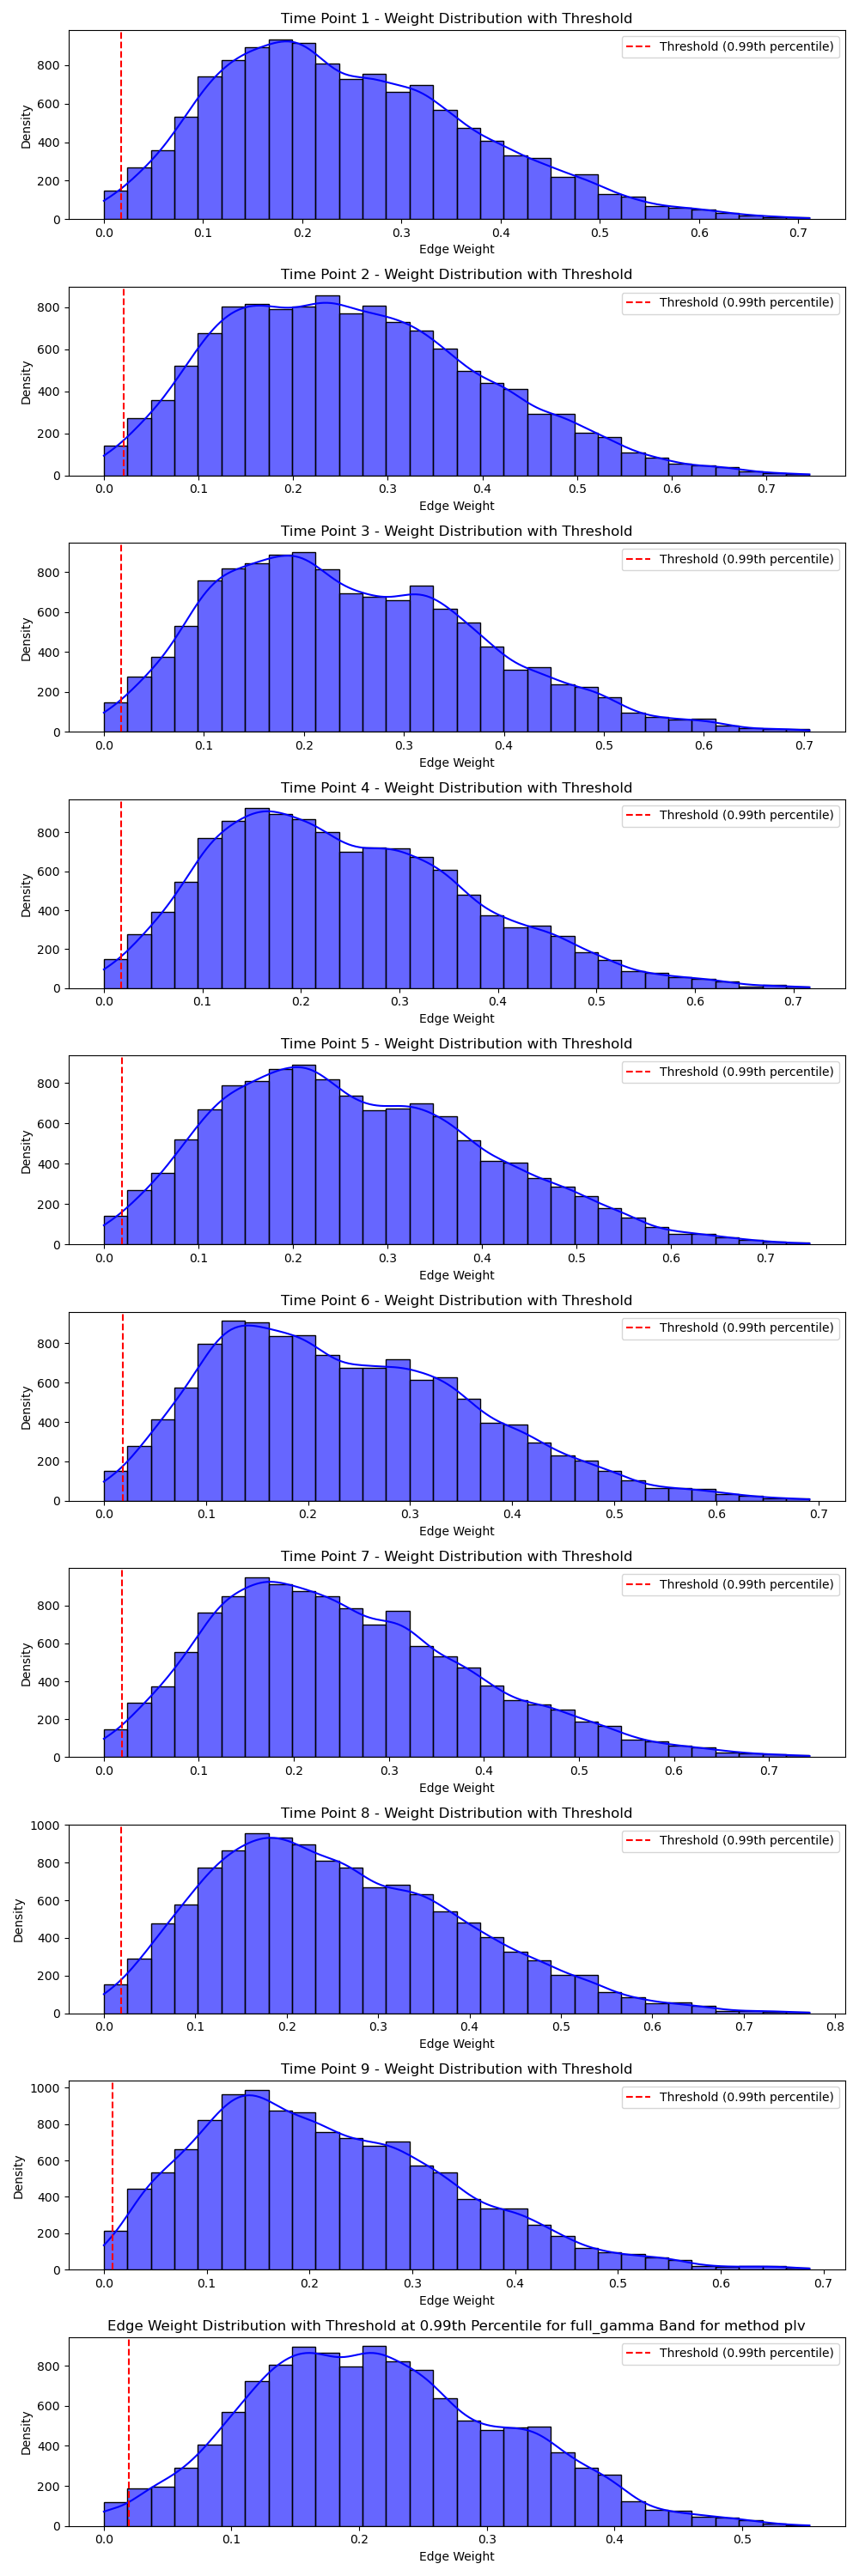 Time Point 1 - Weight Distribution with Threshold
Threshold (0.99th percentile)
Density
0 200 400 600 800
0.0 0.1 0.2 0.3 0.4 0.5 0.6 0.7
Edge Weight
Time Point 2 - Weight Distribution with Threshold
Threshold (0.99th percentile)
Density
0 200 400 600 800
0.0 0.1 0.2 0.3 0.4 0.5 0.6 0.7
Edge Weight
Time Point 3 - Weight Distribution with Threshold
Threshold (0.99th percentile)
Density
0 200 400 600 800
0.0 0.1 0.2 0.3 0.4 0.5 0.6 0.7
Edge Weight
Time Point 4 - Weight Distribution with Threshold
Threshold (0.99th percentile)
Density
0 200 400 600 800
0.0 0.1 0.2 0.3 0.4 0.5 0.6 0.7
Edge Weight
Time Point 5 - Weight Distribution with Threshold
Threshold (0.99th percentile)
Density
0 200 400 600 800
0.0 0.1 0.2 0.3 0.4 0.5 0.6 0.7
Edge Weight
Time Point 6 - Weight Distribution with Threshold
Threshold (0.99th percentile)
Density
0 200 400 600 800
0.0 0.1 0.2 0.3 0.4 0.5 0.6 0.7
Edge Weight
Time Point 7 - Weight Distribution with Threshold
Threshold (0.99th percentile)
Density
0 200 400 600 800
0.0 0.1 0.2 0.3 0.4 0.5 0.6 0.7
Edge Weight
Time Point 8 - Weight Distribution with Threshold
Threshold (0.99th percentile)
Density
0 200 400 600 800 1000
0.0 0.1 0.2 0.3 0.4 0.5 0.6 0.7 0.8
Edge Weight
Time Point 9 - Weight Distribution with Threshold
Threshold (0.99th percentile)
Density
0 200 400 600 800 1000
0.0 0.1 0.2 0.3 0.4 0.5 0.6 0.7
Edge Weight
Edge Weight Distribution with Threshold at 0.99th Percentile for full_gamma Band for method plv
Threshold (0.99th percentile)
Density
0 200 400 600 800
0.0 0.1 0.2 0.3 0.4 0.5
Edge Weight